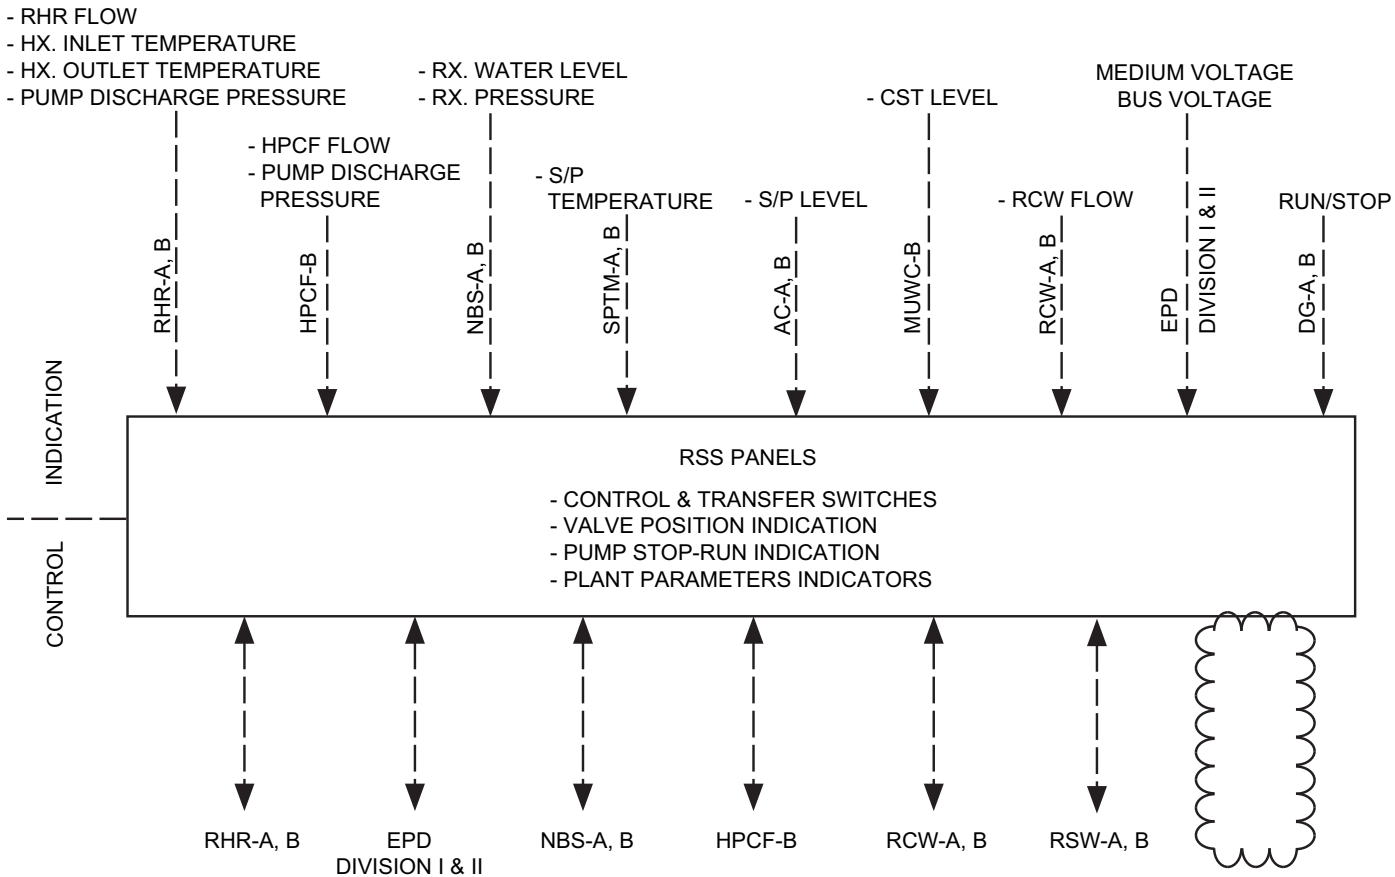 - RHR FLOW
- HX. INLET TEMPERATURE
- HX. OUTLET TEMPERATURE
- PUMP DISCHARGE PRESSURE
- HPCF FLOW
- PUMP DISCHARGE
PRESSURE
- RX. WATER LEVEL
- RX. PRESSURE
- S/P
TEMPERATURE
- S/P LEVEL
- CST LEVEL
- RCW FLOW
MEDIUM VOLTAGE
BUS VOLTAGE
RUN/STOP
RHR-A, B
HPCF-B
NBS-A, B
SPTM-A, B
AC-A, B
MUWC-B
RCW-A, B
EPD
DIVISION I & II
DG-A, B
INDICATION
CONTROL
RSS PANELS
- CONTROL & TRANSFER SWITCHES
- VALVE POSITION INDICATION
- PUMP STOP-RUN INDICATION
- PLANT PARAMETERS INDICATORS
RHR-A, B
EPD
DIVISION I & II
NBS-A, B
HPCF-B
RCW-A, B
RSW-A, B